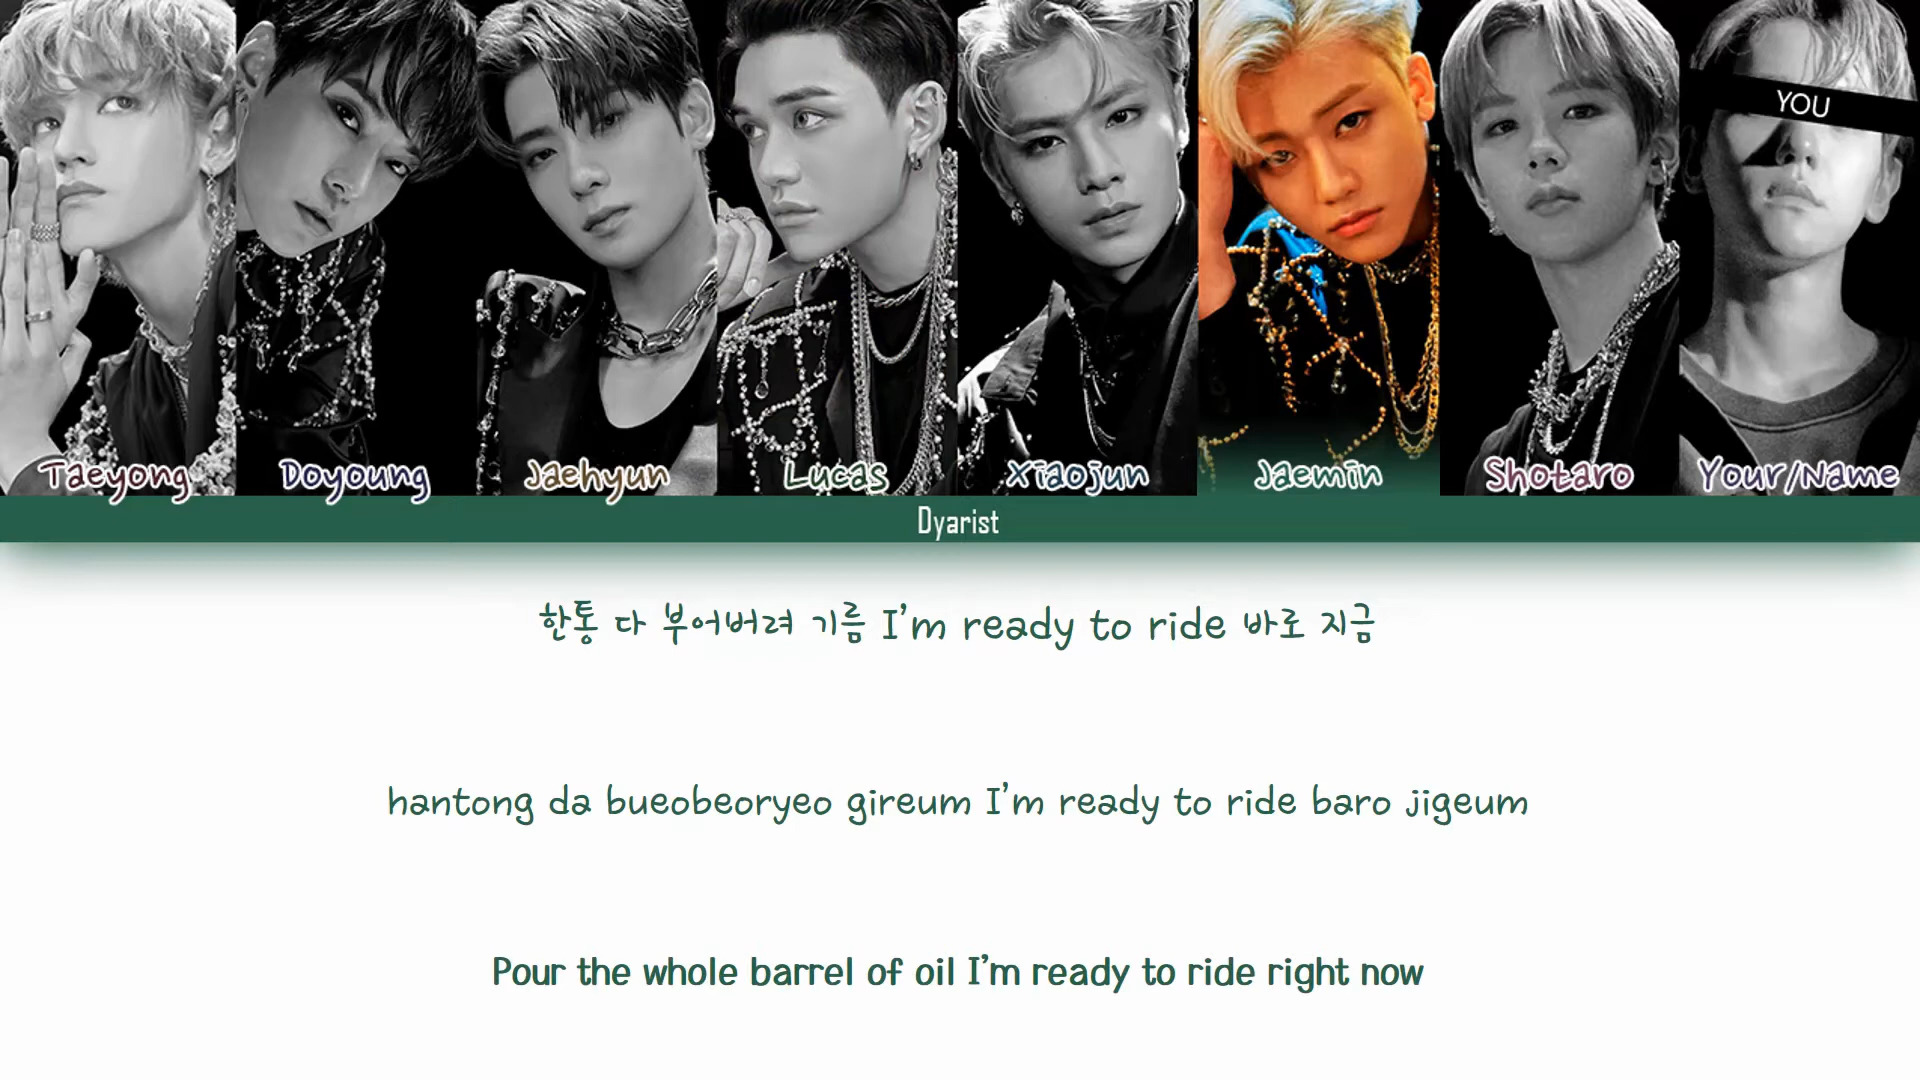 YOU
Taeyong Doyoung Jaehyun Lucas Xiaojun Jaemin Shotaro Your/Name
Dyarist
한통 다 부어버려 기름 I'm ready to ride 바로 지금
hantong da bueobeoryeo gireum I'm ready to ride baro jigeum
Pour the whole barrel of oil I'm ready to ride right now